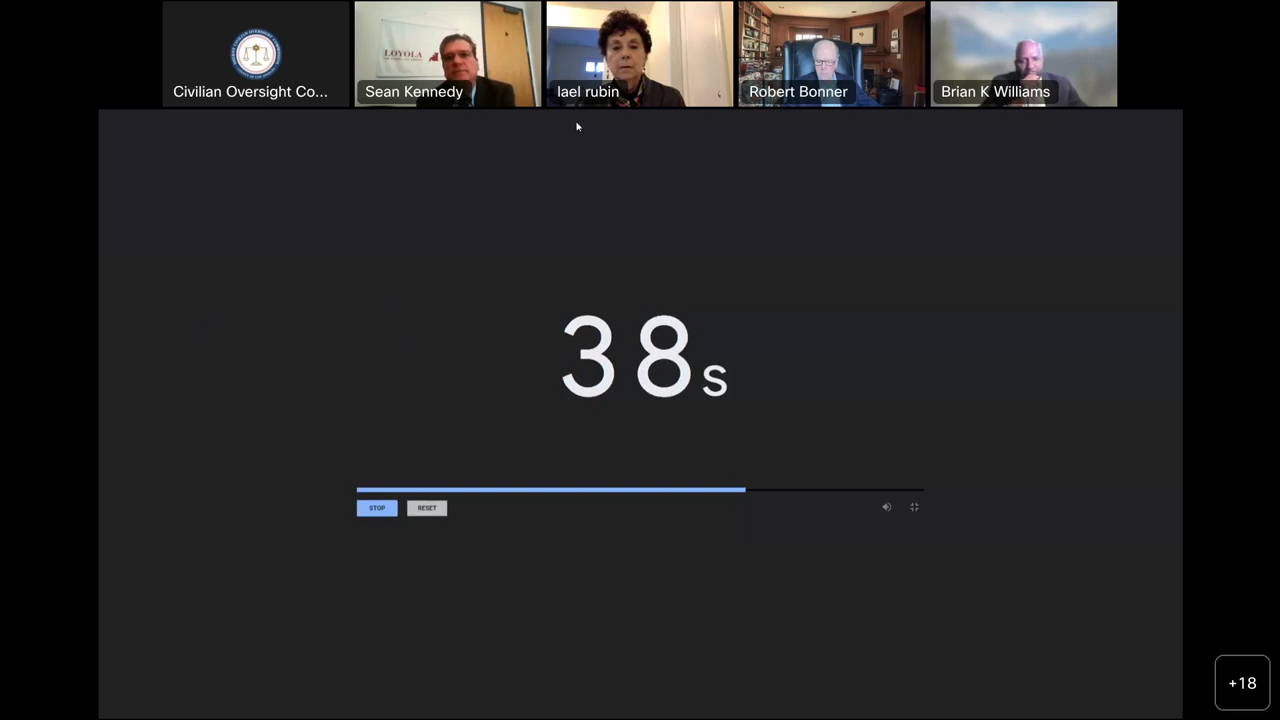 Civilian Oversight Co...
Sean Kennedy
lael rubin
Robert Bonner
Brian K Williams
LOYOLA
38s
STOP
RESET
+18